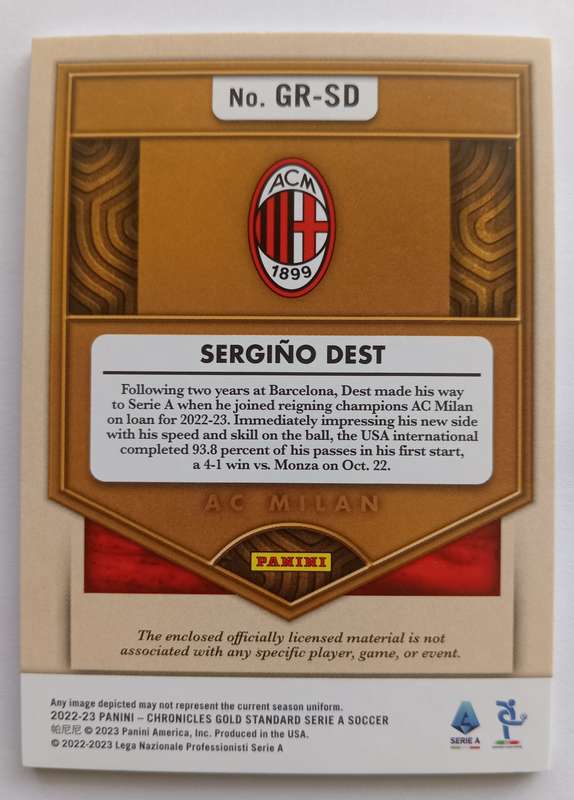 No. GR-SD
ACM
1899
SERGIÑO DEST
Following two years at Barcelona, Dest made his way
to Serie A when he joined reigning champions AC Milan
on loan for 2022-23. Immediately impressing his new side
with his speed and skill on the ball, the USA international
completed 93.8 percent of his passes in his first start,
a 4-1 win vs. Monza on Oct. 22.
AC MILAN
PANINI
The enclosed officially licensed material is not
associated with any specific player, game, or event.
Any image depicted may not represent the current season uniform.
2022-23 PANINI – CHRONICLES GOLD STANDARD SERIE A SOCCER
帕尼尼 © 2023 Panini America, Inc. Produced in the USA.
© 2022-2023 Lega Nazionale Professionisti Serie A
SERIE A